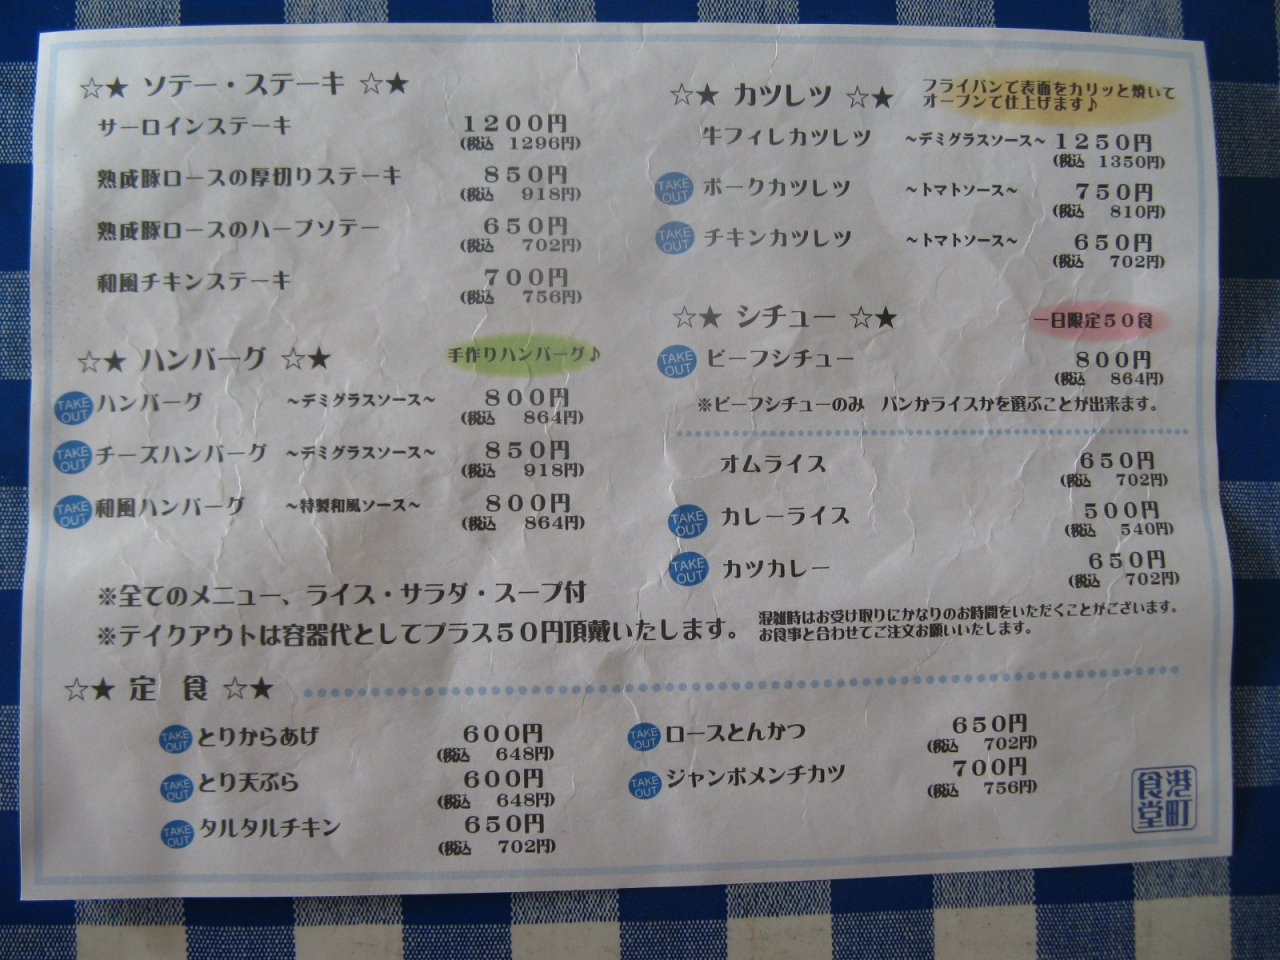 ☆★ ソテー・ステーキ ☆★
サーロインステーキ 1200円
(税込 1296円)
熟成豚ロースの厚切りステーキ 850円
(税込 918円)
熟成豚ロースのハーブソテー 650円
(税込 702円)
和風チキンステーキ 700円
(税込 756円)
☆★ ハンバーグ ☆★ 手作りハンバーグ♪
TAKE OUT ハンバーグ ～デミグラスソース～ 800円
(税込 864円)
TAKE OUT チーズハンバーグ ～デミグラスソース～ 850円
(税込 918円)
TAKE OUT 和風ハンバーグ ～特製和風ソース～ 800円
(税込 864円)
☆★ カツレツ ☆★
フライパンで表面をカリッと焼いて
オーブンで仕上げます♪
牛フィレカツレツ ～デミグラスソース～ 1250円
(税込 1350円)
TAKE OUT ポークカツレツ ～トマトソース～ 750円
(税込 810円)
TAKE OUT チキンカツレツ ～トマトソース～ 650円
(税込 702円)
☆★ シチュー ☆★ 一日限定50食
TAKE OUT ビーフシチュー 800円
(税込 864円)
※ビーフシチューのみ パンかライスかを選ぶことが出来ます。
オムライス 650円
(税込 702円)
TAKE OUT カレーライス 500円
(税込 540円)
TAKE OUT カツカレー 650円
(税込 702円)
※全てのメニュー、ライス・サラダ・スープ付
※テイクアウトは容器代としてプラス50円頂戴いたします。
混雑時はお受け取りにかなりのお時間をいただくことがございます。
お食事と合わせてご注文お願いいたします。
☆★ 定 食 ☆★
TAKE OUT とりからあげ 600円
(税込 648円)
TAKE OUT とり天ぷら 600円
(税込 648円)
TAKE OUT タルタルチキン 650円
(税込 702円)
TAKE OUT ロースとんかつ 650円
(税込 702円)
TAKE OUT ジャンボメンチカツ 700円
(税込 756円)
港町
食堂